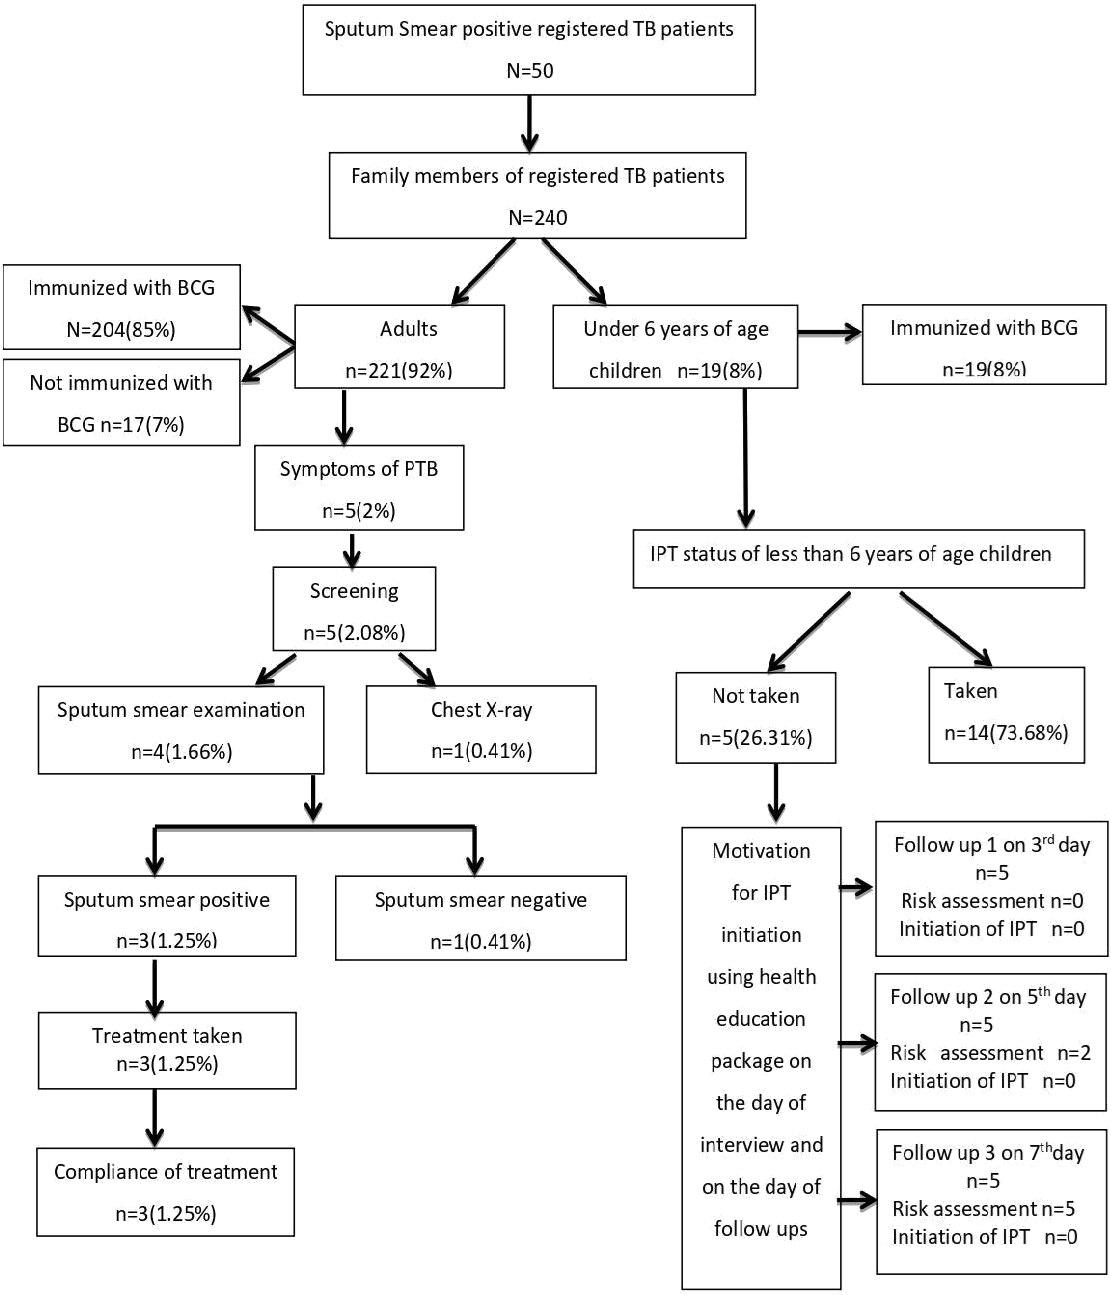 Sputum Smear positive registered TB patients
N=50
Family members of registered TB patients
N=240
Immunized with BCG
N=204(85%)
Not immunized with
BCG n=17(7%)
Adults
n=221(92%)
Under 6 years of age
children n=19(8%)
Immunized with BCG
n=19(8%)
Symptoms of PTB
n=5(2%)
Screening
n=5(2.08%)
Sputum smear examination
n=4(1.66%)
Chest X-ray
n=1(0.41%)
Sputum smear positive
n=3(1.25%)
Sputum smear negative
n=1(0.41%)
Treatment taken
n=3(1.25%)
Compliance of treatment
n=3(1.25%)
IPT status of less than 6 years of age children
Not taken
n=5(26.31%)
Taken
n=14(73.68%)
Motivation
for IPT
initiation
using health
education
package on
the day of
interview and
on the day of
follow ups
Follow up 1 on 3rd day
n=5
Risk assessment n=0
Initiation of IPT n=0
Follow up 2 on 5th day
n=5
Risk assessment n=2
Initiation of IPT n=0
Follow up 3 on 7thday
n=5
Risk assessment n=5
Initiation of IPT n=0